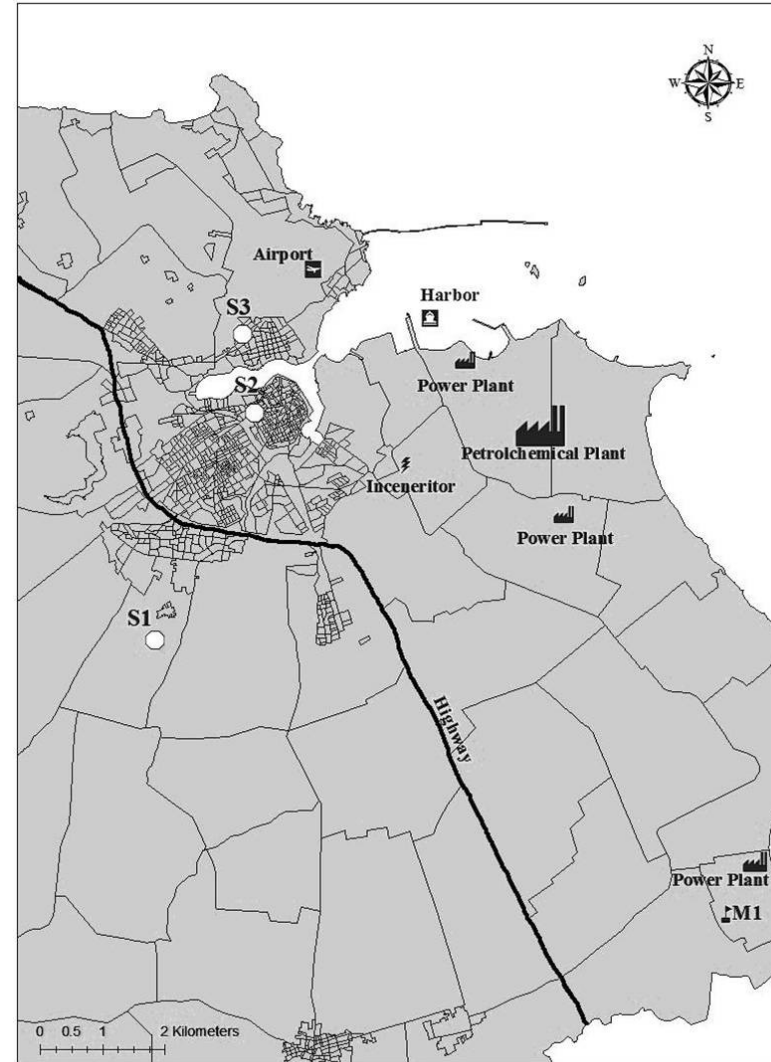 N
W E
S
Airport
S3
Harbor
S2
Power Plant
Petrolchemical Plant
Inceneritor
Power Plant
S1
Highway
Power Plant
M1
0 0.5 1 2 Kilometers